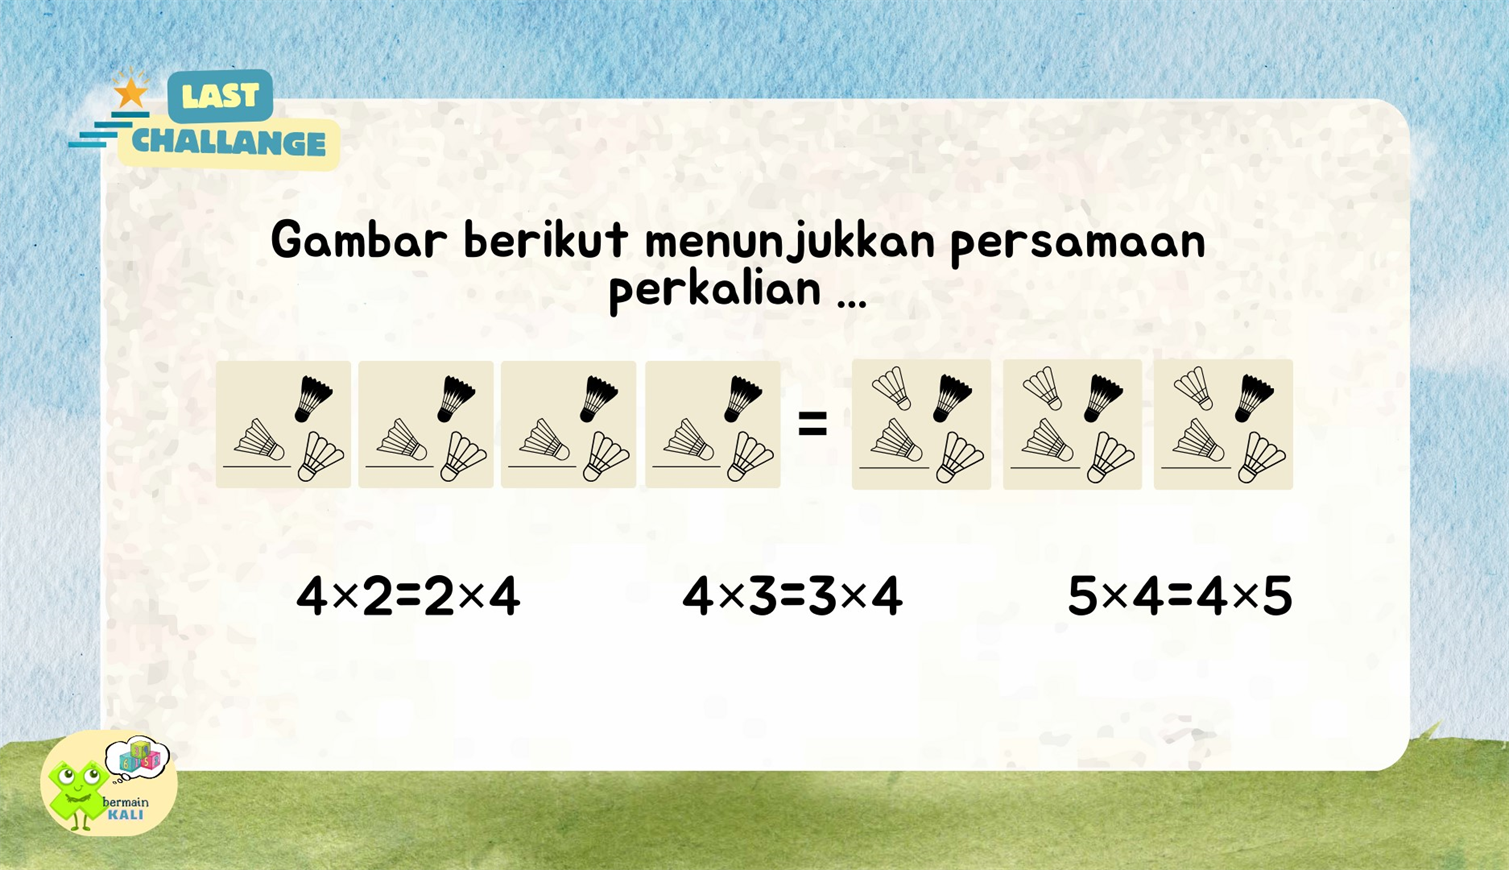 LAST
CHALLANGE
Gambar berikut menunjukkan persamaan
perkalian ...
=
4×2=2×4
4×3=3×4
5×4=4×5
bermain
KALI